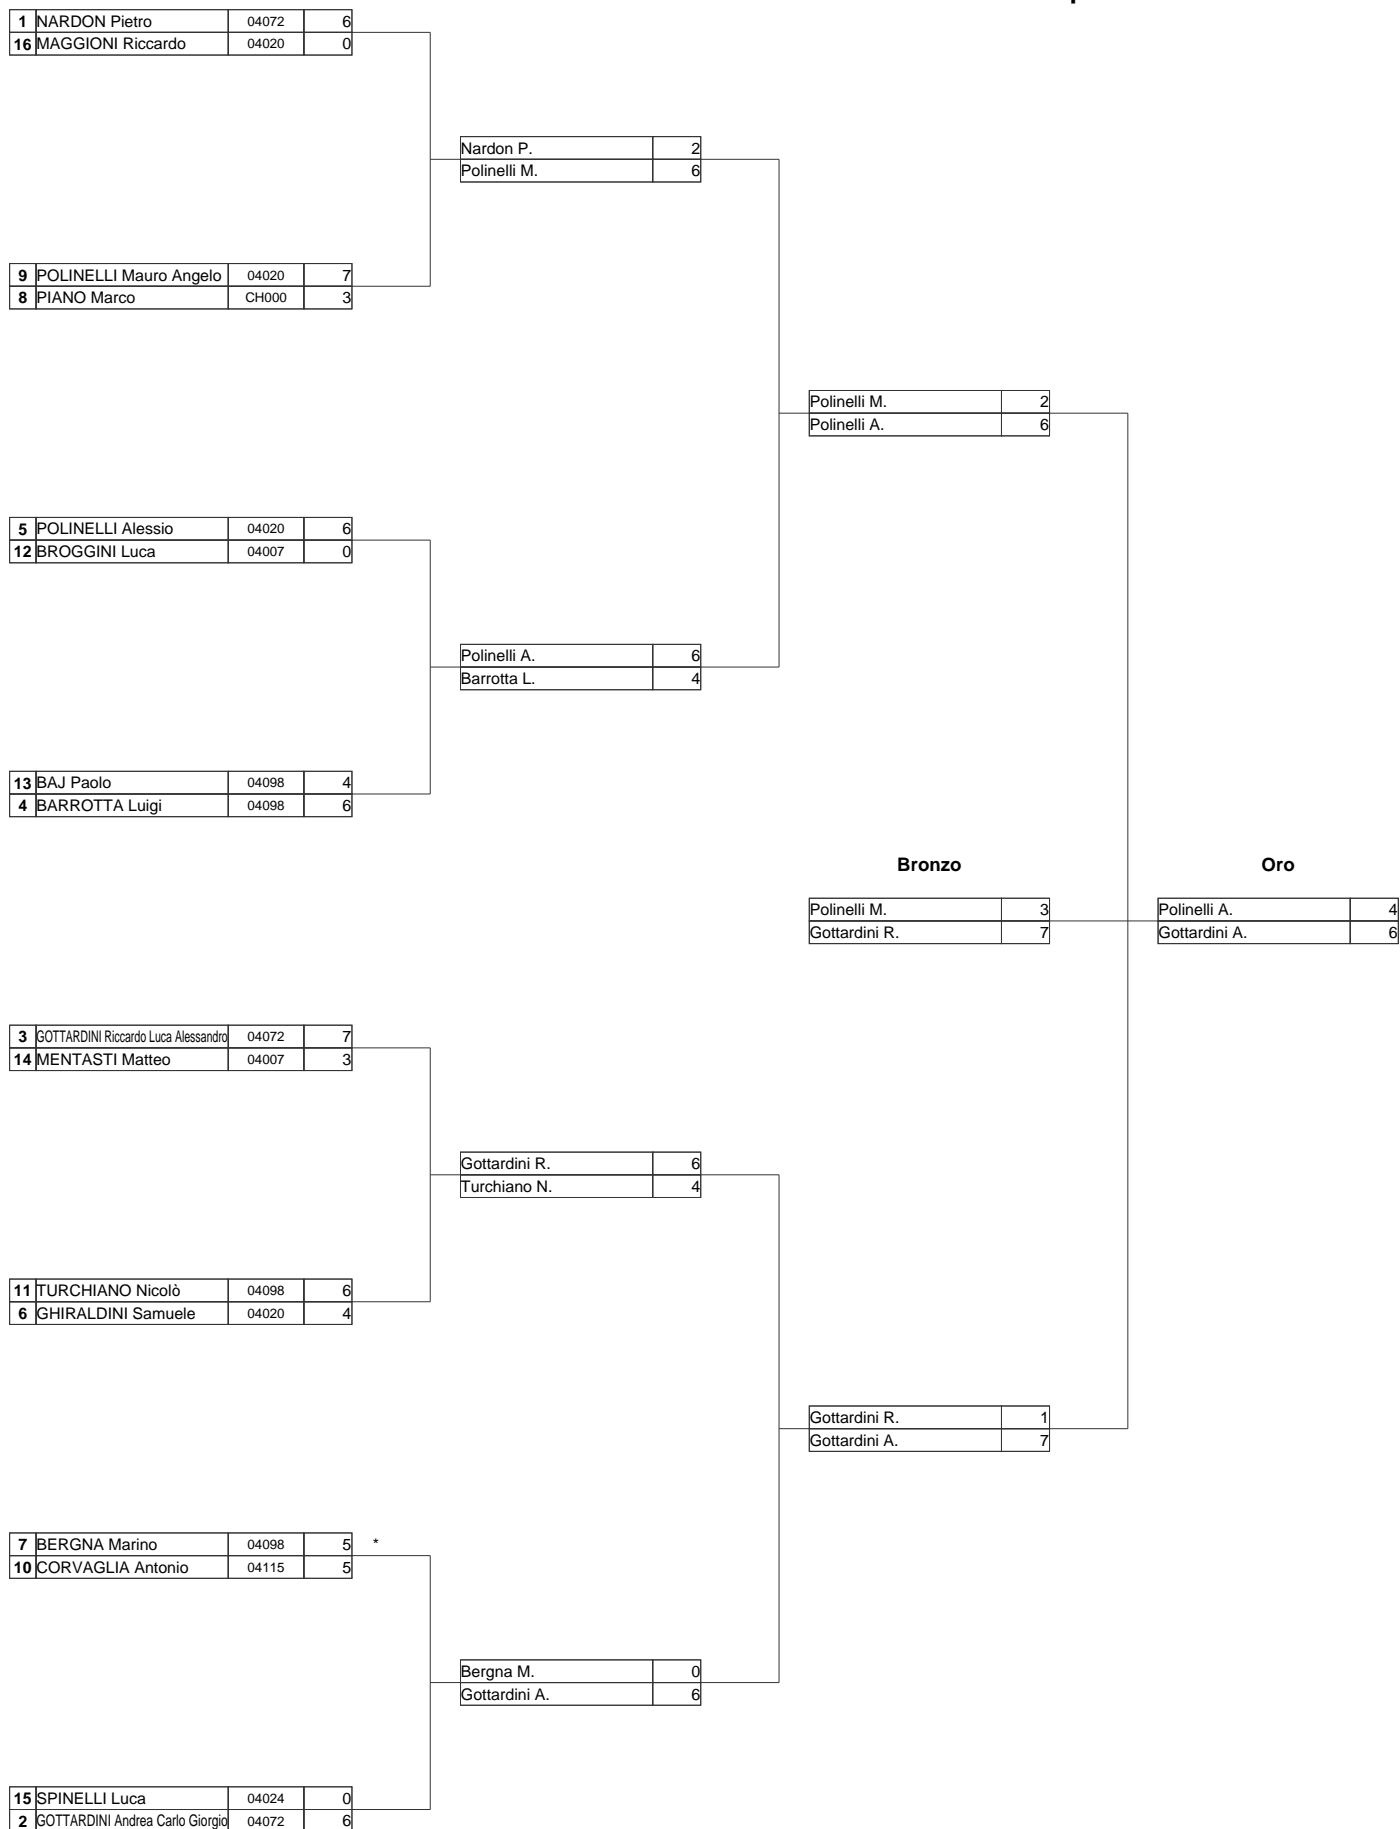 1 NARDON Pietro 04072 6
16 MAGGIONI Riccardo 04020 0
Nardon P. 2
Polinelli M. 6
9 POLINELLI Mauro Angelo 04020 7
8 PIANO Marco CH000 3
Polinelli M. 2
Polinelli A. 6
5 POLINELLI Alessio 04020 6
12 BROGGINI Luca 04007 0
Polinelli A. 6
Barrotta L. 4
13 BAJ Paolo 04098 4
4 BARROTTA Luigi 04098 6
Bronzo Oro
Polinelli M. 3 Polinelli A. 4
Gottardini R. 7 Gottardini A. 6
3 GOTTARDINI Riccardo Luca Alessandro 04072 7
14 MENTASTI Matteo 04007 3
Gottardini R. 6
Turchiano N. 4
11 TURCHIANO Nicolò 04098 6
6 GHIRALDINI Samuele 04020 4
Gottardini R. 1
Gottardini A. 7
7 BERGNA Marino 04098 5 *
10 CORVAGLIA Antonio 04115 5
Bergna M. 0
Gottardini A. 6
15 SPINELLI Luca 04024 0
2 GOTTARDINI Andrea Carlo Giorgio 04072 6